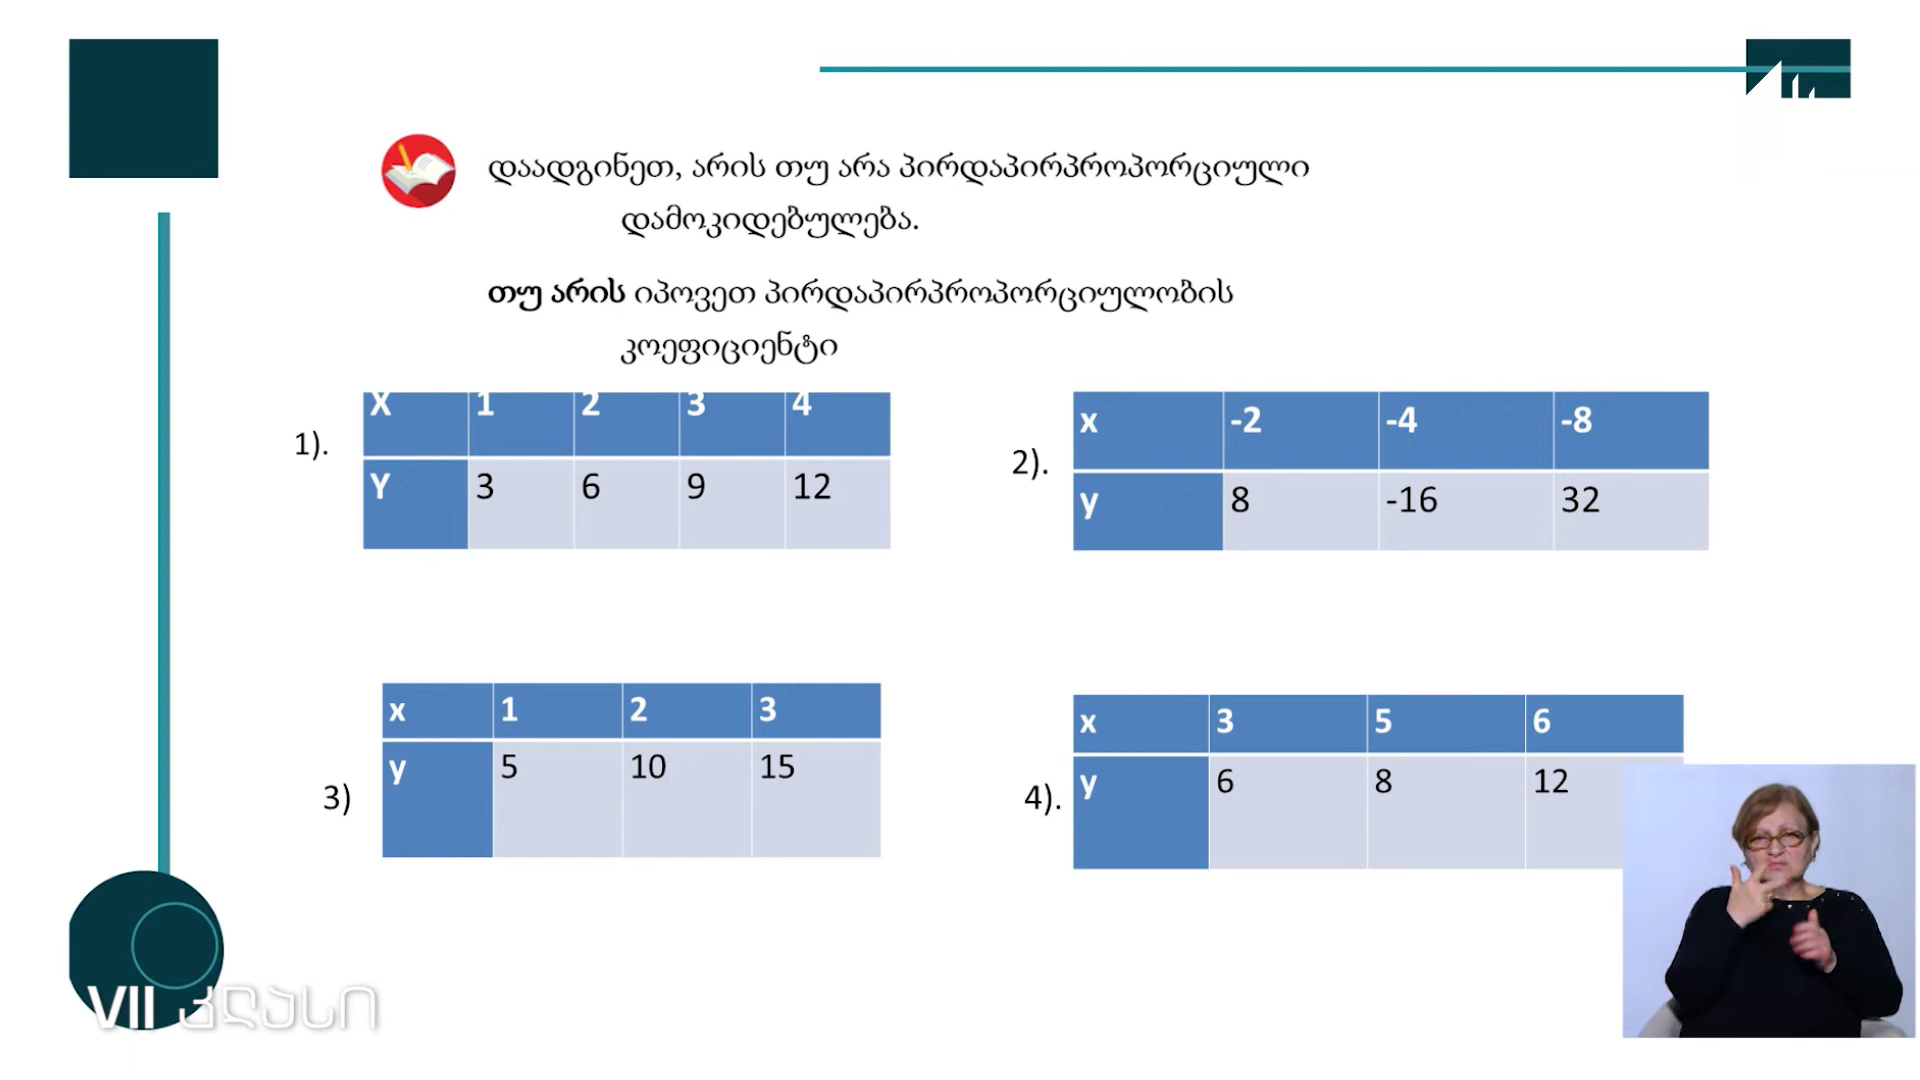 დაადგინეთ, არის თუ არა პირდაპირპროპორციული
დამოკიდებულება.
თუ არის იპოვეთ პირდაპირპროპორციულობის
კოეფიციენტი
1).
X 1 2 3 4
Y 3 6 9 12
2).
x -2 -4 -8
y 8 -16 32
3)
x 1 2 3
y 5 10 15
4).
x 3 5 6
y 6 8 12
VII კლასი